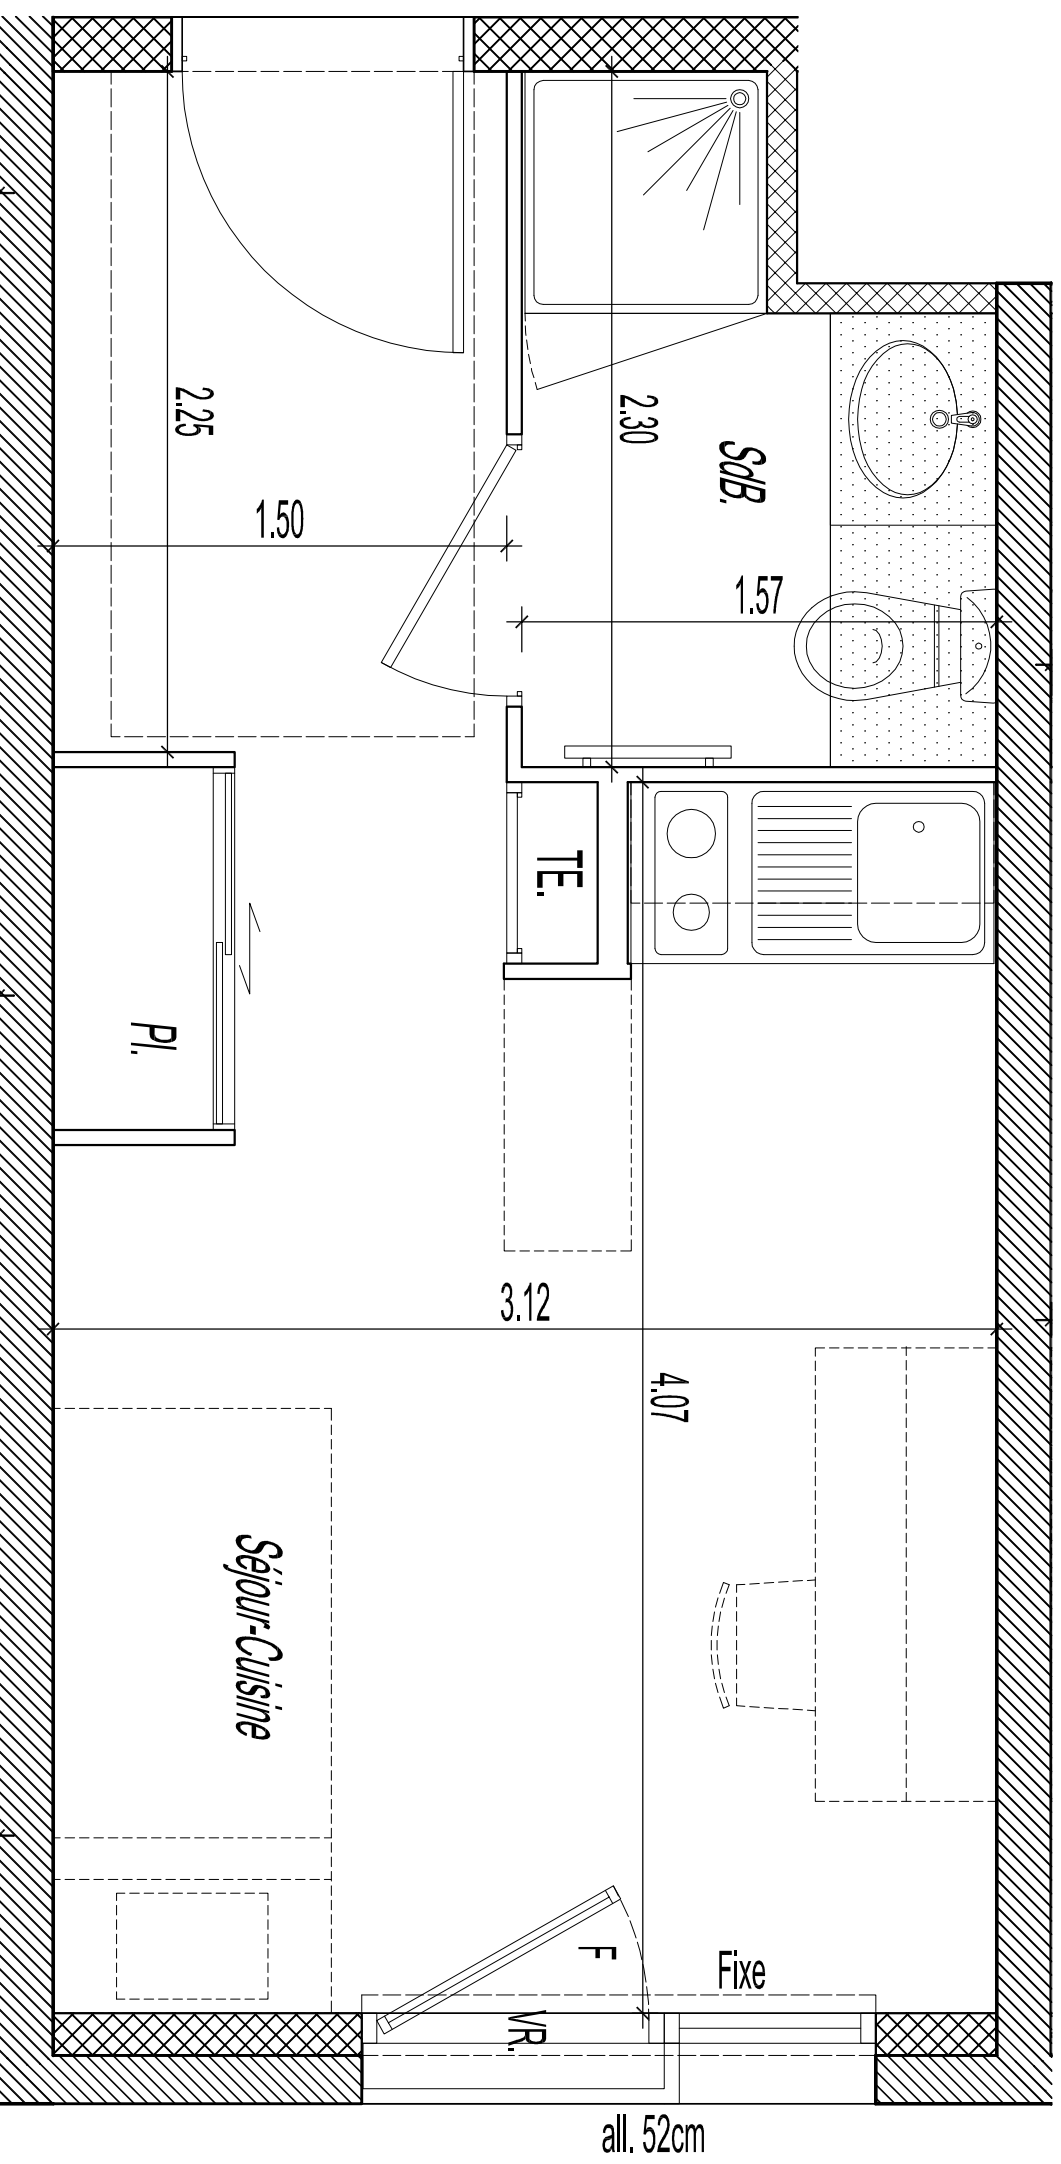 2.25
2.30
SdB.
1.50
1.57
TE.
Pl.
3.12
4.07
Séjour-Cuisine
F
Fixe
VR.
all. 52cm